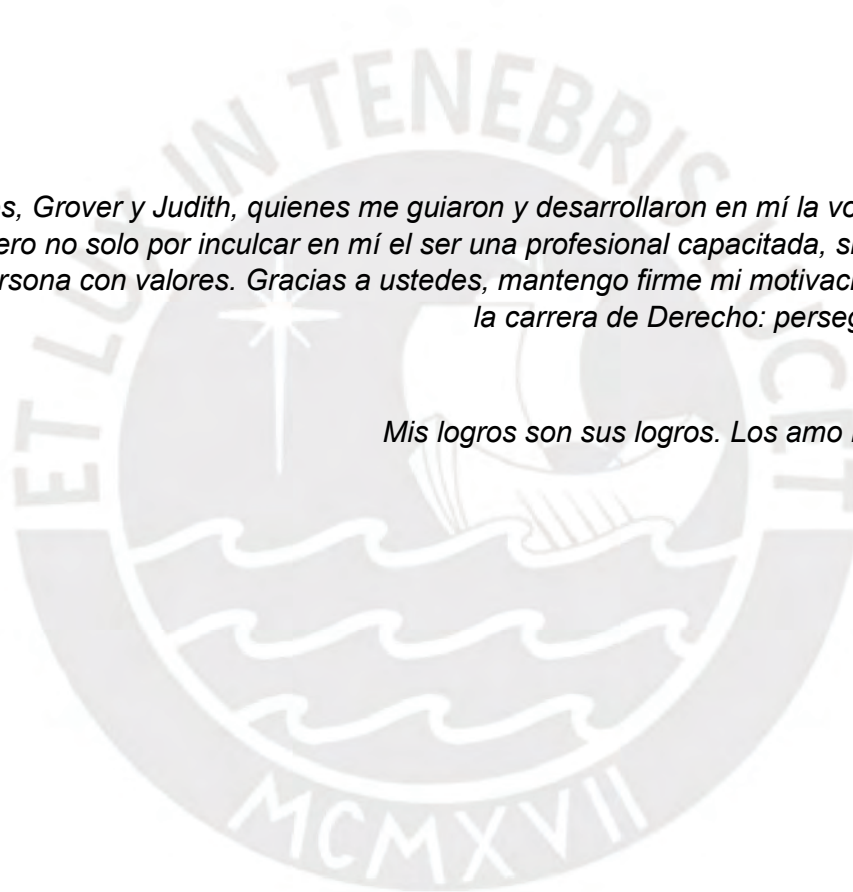 s, Grover y Judith, quienes me guiaron y desarrollaron en mí la vo
ero no solo por inculcar en mí el ser una profesional capacitada, s
rsona con valores. Gracias a ustedes, mantengo firme mi motivac
la carrera de Derecho: perseg
Mis logros son sus logros. Los amo
ET LUX IN TENEBRIS LUCET
MCMXVII